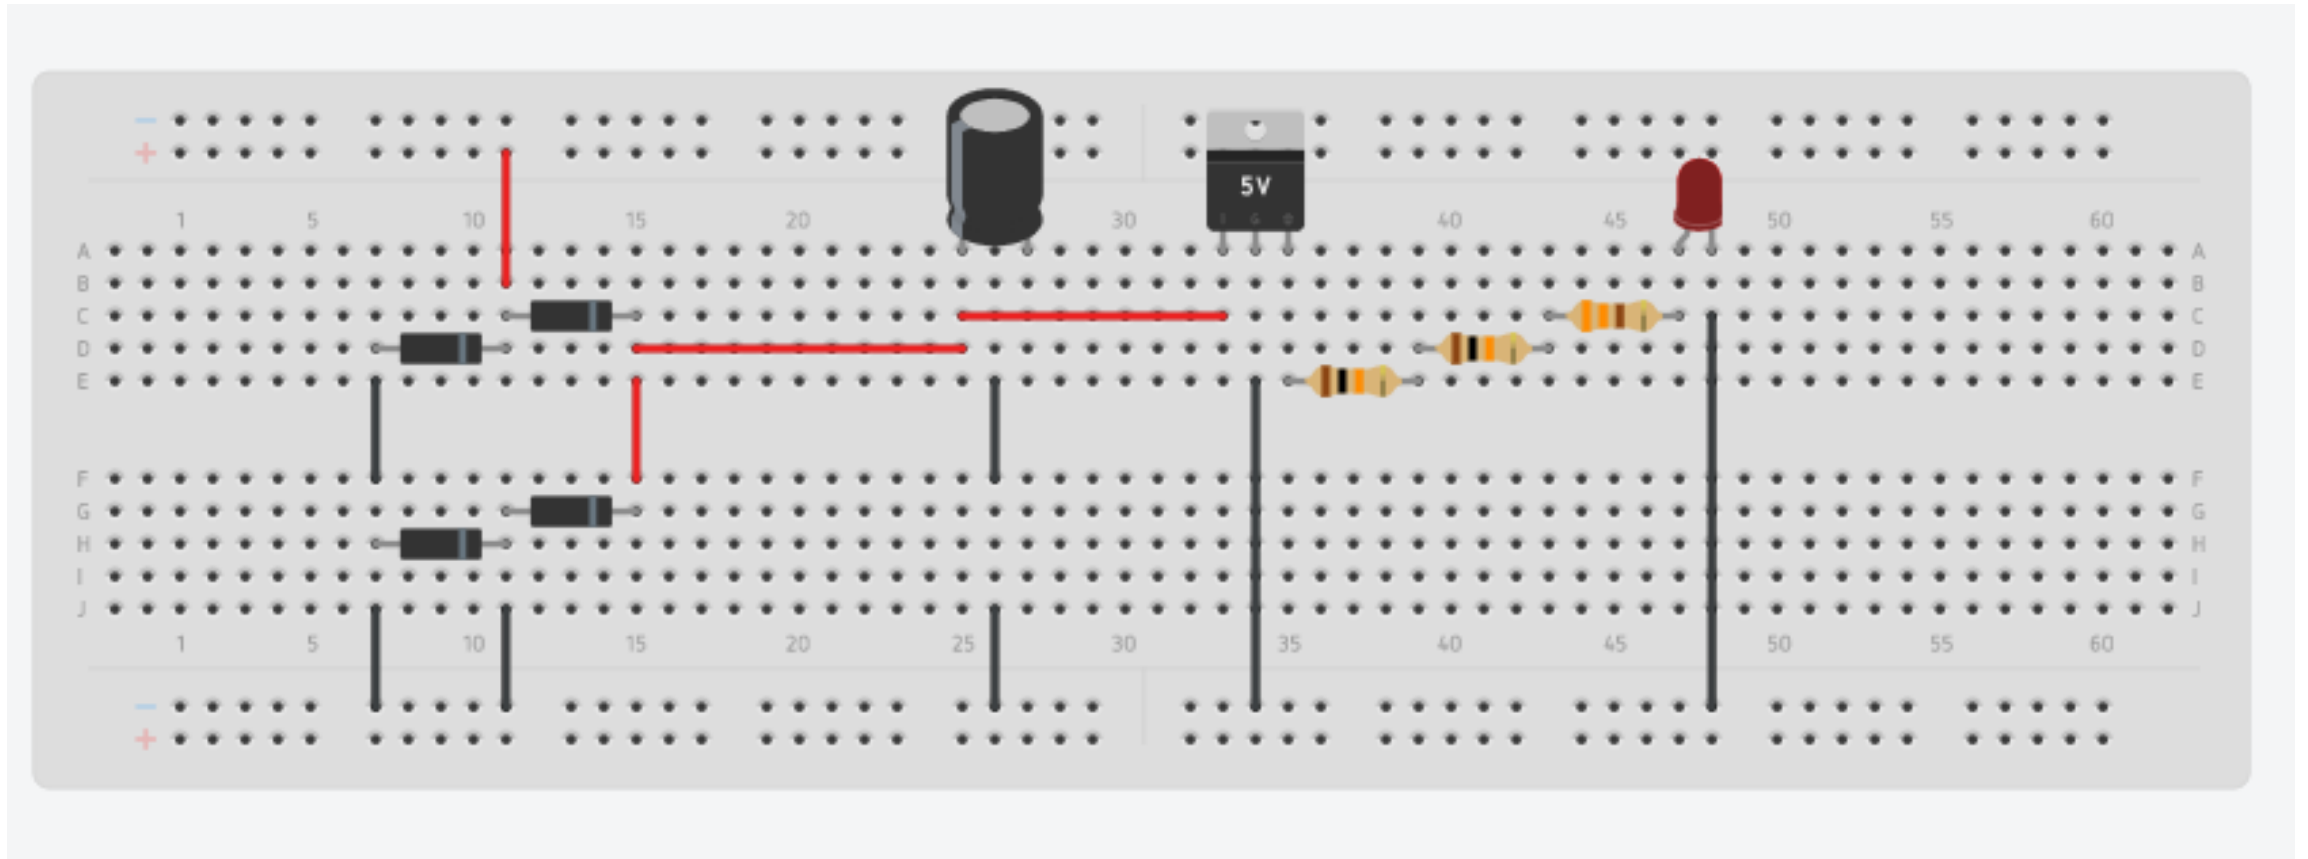 − −
+ +
5V
I G O
1 5 10 15 20 30 40 45 50 55 60
A A
B B
C C
D D
E E
F F
G G
H H
I I
J J
1 5 10 15 20 25 30 35 40 45 50 55 60
−
+